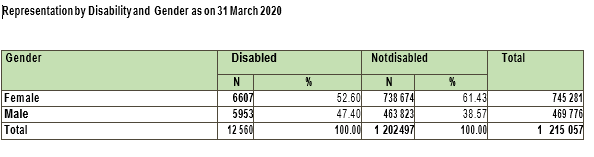 Representation by Disability and Gender as on 31 March 2020
Gender Disabled Notdisabled Total
N % N %
Female 6607 52.60 738 674 61.43 745 281
Male 5953 47.40 463 823 38.57 469 776
Total 12 560 100.00 1 202497 100.00 1 215 057